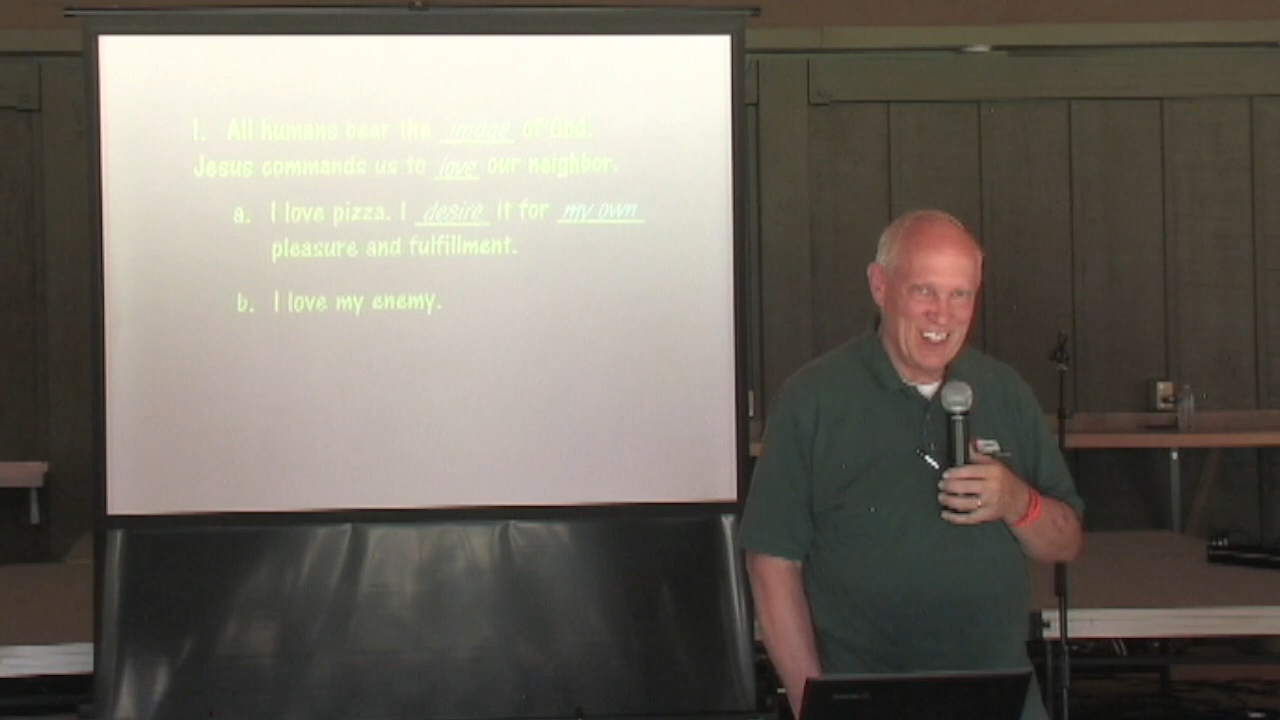 1. All humans bear the image of God.
Jesus commands us to love our neighbor.
a. I love pizza. I desire it for my own
pleasure and fulfillment.
b. I love my enemy.